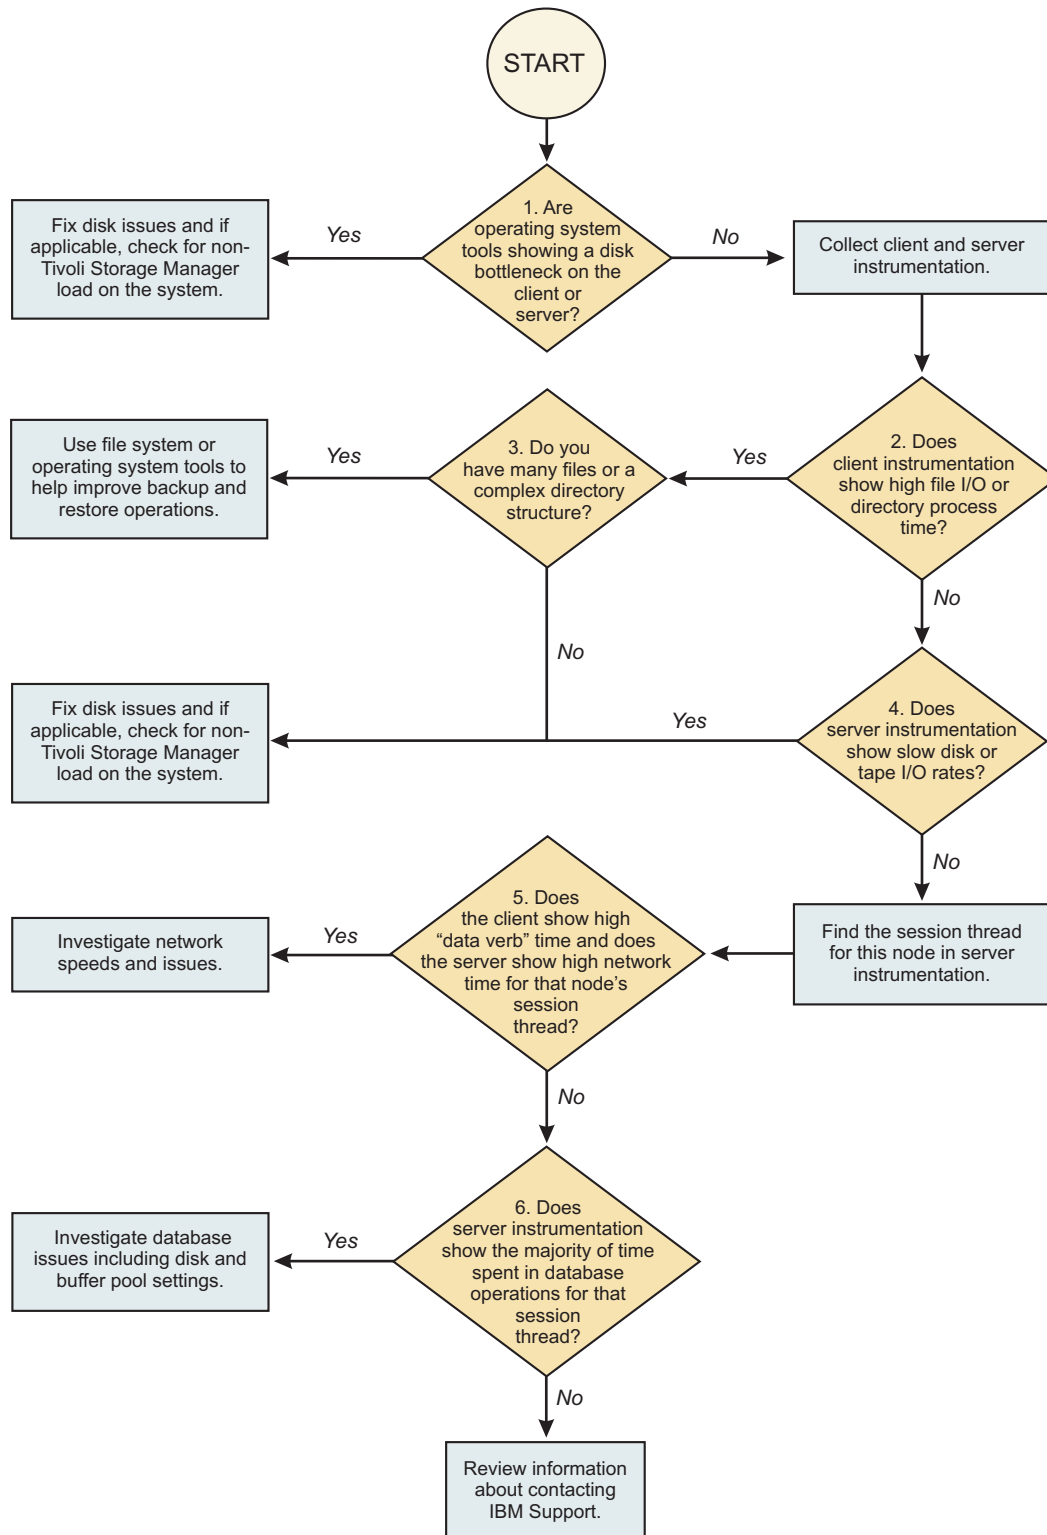 START
1. Are
operating system
tools showing a disk
bottleneck on the
client or
server?
Yes
No
Fix disk issues and if
applicable, check for non-
Tivoli Storage Manager
load on the system.
Collect client and server
instrumentation.
2. Does
client instrumentation
show high file I/O or
directory process
time?
Yes
No
3. Do you
have many files or a
complex directory
structure?
Yes
No
Use file system or
operating system tools to
help improve backup and
restore operations.
4. Does
server instrumentation
show slow disk or
tape I/O rates?
Yes
No
Fix disk issues and if
applicable, check for non-
Tivoli Storage Manager
load on the system.
Find the session thread
for this node in server
instrumentation.
5. Does
the client show high
“data verb” time and does
the server show high network
time for that node’s
session
thread?
Yes
No
Investigate network
speeds and issues.
6. Does
server instrumentation
show the majority of time
spent in database
operations for that
session
thread?
Yes
No
Investigate database
issues including disk and
buffer pool settings.
Review information
about contacting
IBM Support.